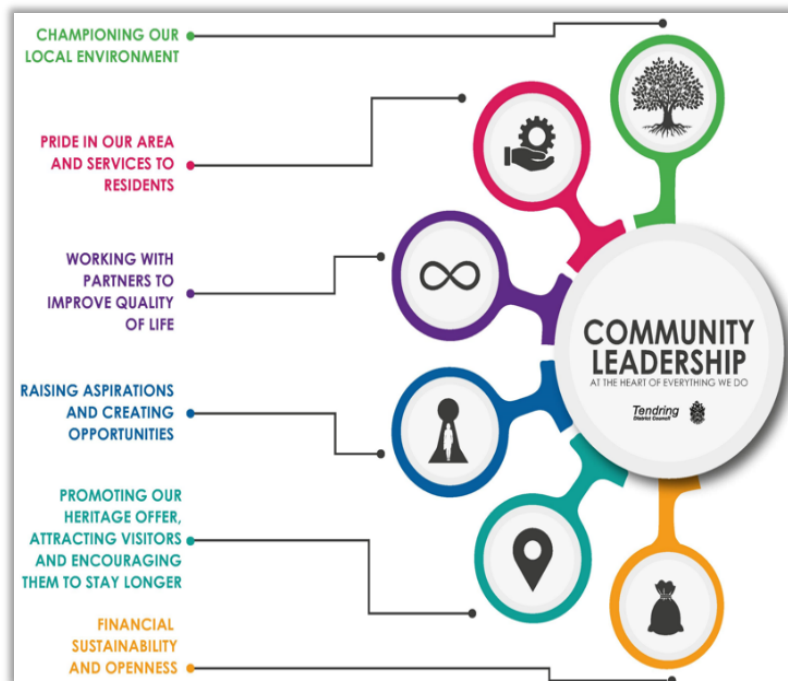 CHAMPIONING OUR
LOCAL ENVIRONMENT
PRIDE IN OUR AREA
AND SERVICES TO
RESIDENTS
WORKING WITH
PARTNERS TO
IMPROVE QUALITY
OF LIFE
RAISING ASPIRATIONS
AND CREATING
OPPORTUNITIES
PROMOTING OUR
HERITAGE OFFER,
ATTRACTING VISITORS
AND ENCOURAGING
THEM TO STAY LONGER
FINANCIAL
SUSTAINABILITY
AND OPENNESS
COMMUNITY
LEADERSHIP
AT THE HEART OF EVERYTHING WE DO
Tendring
District Council